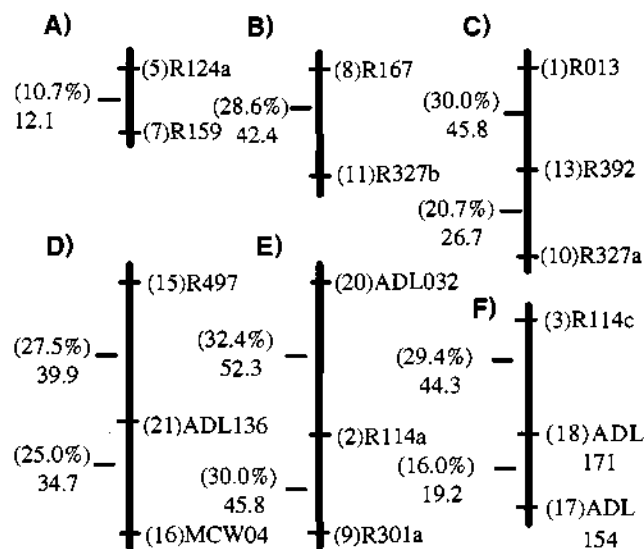 A)
(5)R124a
(10.7%)
12.1
(7)R159
B)
(8)R167
(28.6%)
42.4
(11)R327b
C)
(1)R013
(30.0%)
45.8
(13)R392
(20.7%)
26.7
(10)R327a
D)
(15)R497
(27.5%)
39.9
(21)ADL136
(25.0%)
34.7
(16)MCW04
E)
(20)ADL032
(32.4%)
52.3
(2)R114a
(30.0%)
45.8
(9)R301a
F)
(3)R114c
(29.4%)
44.3
(18)ADL
171
(16.0%)
19.2
(17)ADL
154